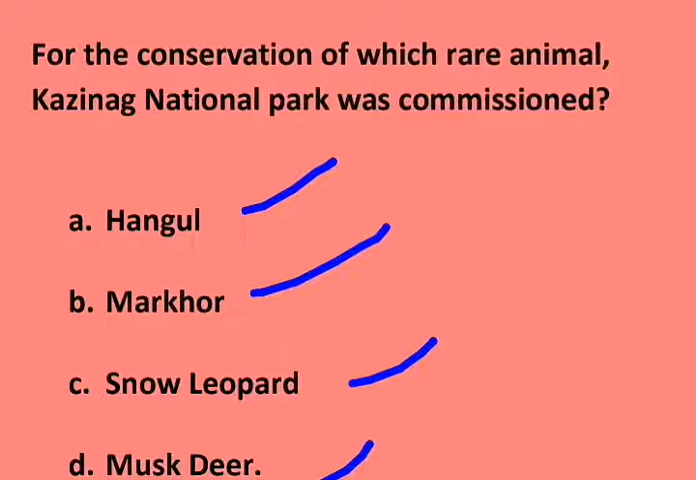 For the conservation of which rare animal,
Kazinag National park was commissioned?
a. Hangul
b. Markhor
c. Snow Leopard
d. Musk Deer.